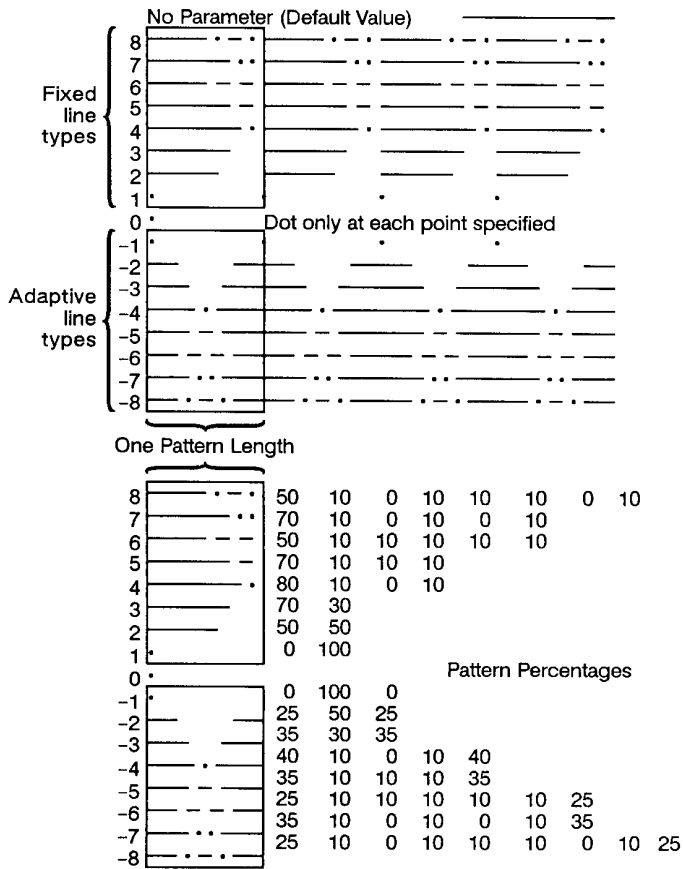 No Parameter (Default Value)
8
7
6
5
4
3
2
1
Fixed
line
types
0 Dot only at each point specified
−1
−2
−3
−4
−5
−6
−7
−8
Adaptive
line
types
One Pattern Length
8 50 10 0 10 10 10 0 10
7 70 10 0 10 0 10
6 50 10 10 10 10 10
5 70 10 10 10
4 80 10 0 10
3 70 30
2 50 50
1 0 100
0 Pattern Percentages
−1 0 100 0
−2 25 50 25
−3 35 30 35
−4 40 10 0 10 40
−5 35 10 10 10 35
−6 25 10 10 10 10 10 25
−7 35 10 0 10 0 10 35
−8 25 10 0 10 10 10 0 10 25